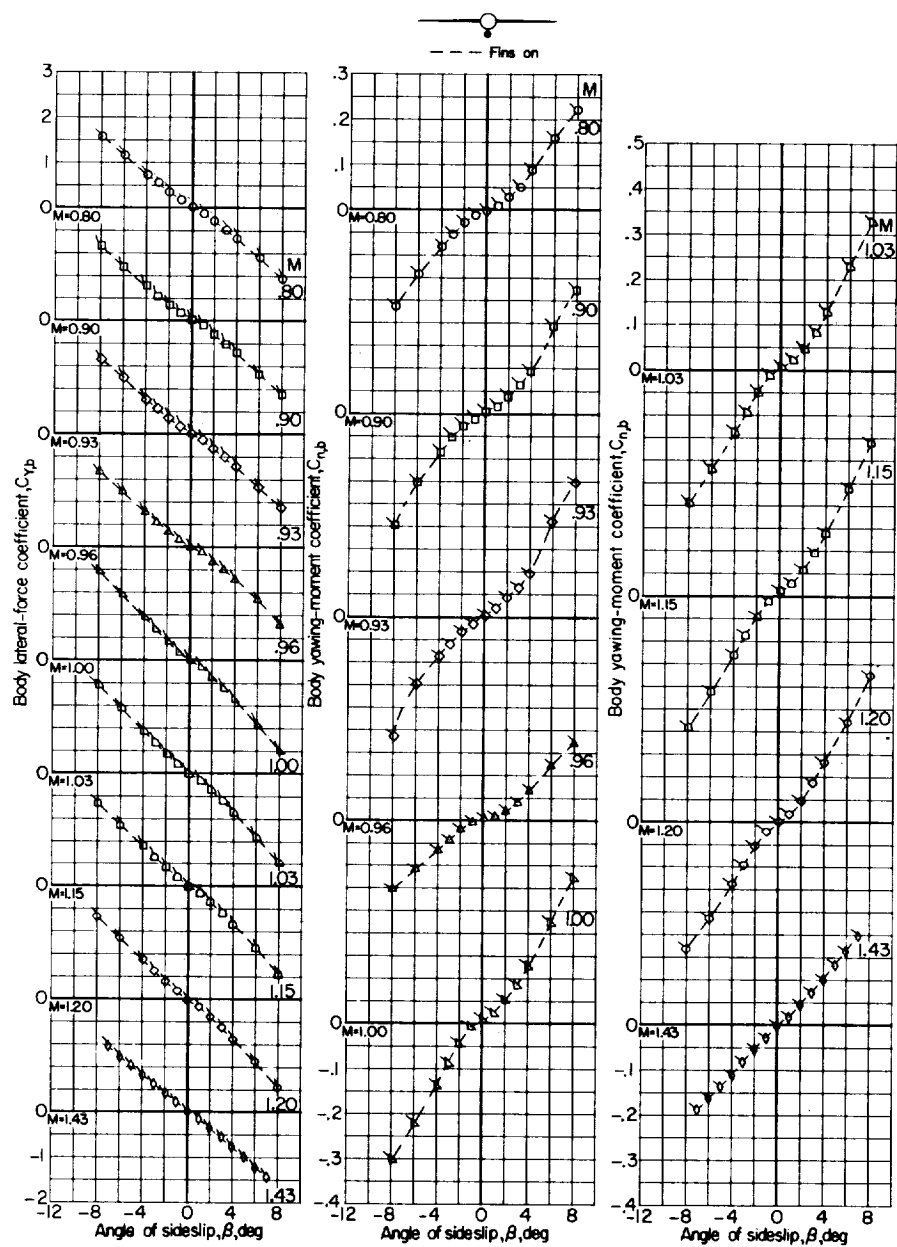 Fins on
Body lateral-force coefficient, C_Y,b
3
2
1
0
M=0.80
0
M=0.90
0
M=0.93
0
M=0.96
0
M=1.00
0
M=1.03
0
M=1.15
0
M=1.20
0
M=1.43
-1
-2
M
.80
.90
.93
.96
1.00
1.03
1.15
1.20
1.43
-12 -8 -4 0 4 8
Angle of sideslip, β, deg
Body yawing-moment coefficient, C_n,b
.3
.2
.1
0
M=0.80
0
M=0.90
0
M=0.93
0
M=0.96
0
M=1.00
-.1
-.2
-.3
-.4
M
.80
.90
.93
.96
1.00
-12 -8 -4 0 4 8
Angle of sideslip, β, deg
Body yawing-moment coefficient, C_n,b
.5
.4
.3
.2
.1
0
M=1.03
0
M=1.15
0
M=1.20
0
M=1.43
-.1
-.2
-.3
-.4
M
1.03
1.15
1.20
1.43
-12 -8 -4 0 4 8
Angle of sideslip, β, deg